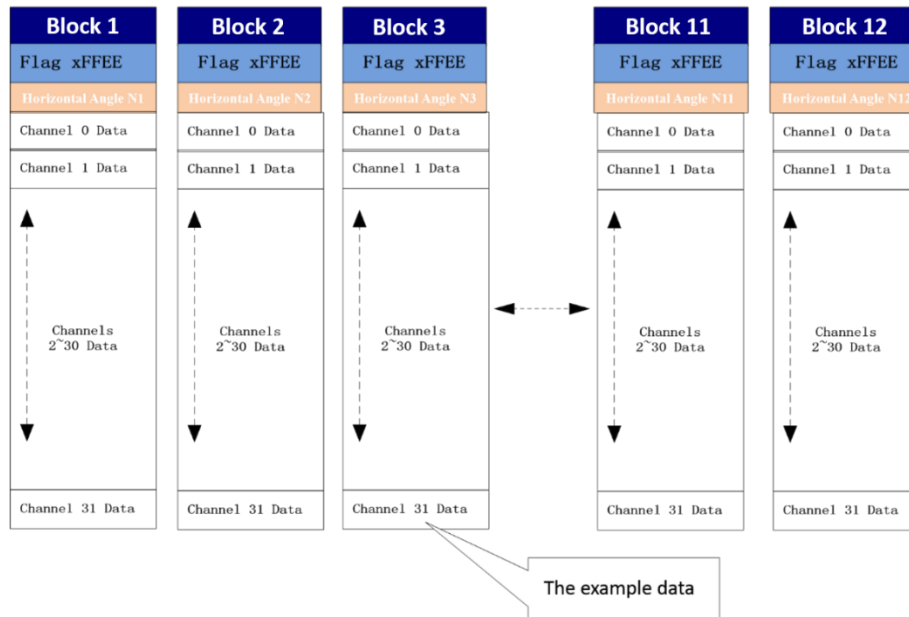 Block 1
Flag xFFEE
Horizontal Angle N1
Channel 0 Data
Channel 1 Data
Channels
2~30 Data
Channel 31 Data
Block 2
Flag xFFEE
Horizontal Angle N2
Channel 0 Data
Channel 1 Data
Channels
2~30 Data
Channel 31 Data
Block 3
Flag xFFEE
Horizontal Angle N3
Channel 0 Data
Channel 1 Data
Channels
2~30 Data
Channel 31 Data
The example data
Block 11
Flag xFFEE
Horizontal Angle N11
Channel 0 Data
Channel 1 Data
Channels
2~30 Data
Channel 31 Data
Block 12
Flag xFFEE
Horizontal Angle N12
Channel 0 Data
Channel 1 Data
Channels
2~30 Data
Channel 31 Data